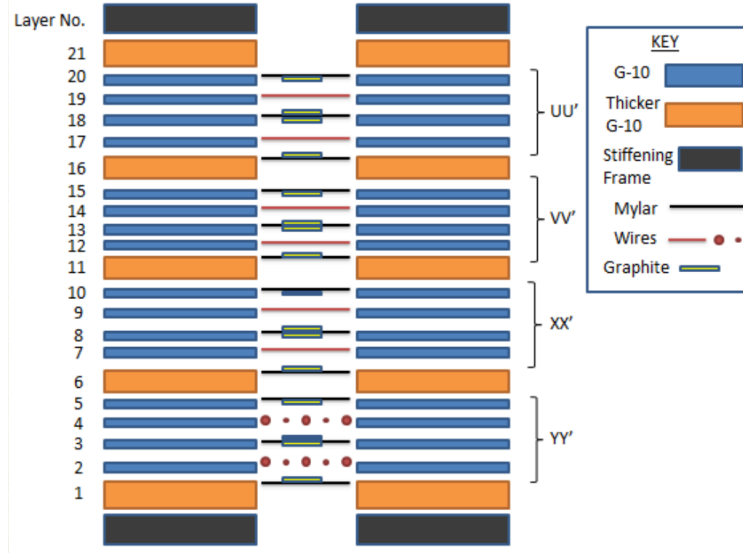 Layer No.
21
20
19
18
17
16
15
14
13
12
11
10
9
8
7
6
5
4
3
2
1
UU'
VV'
XX'
YY'
KEY
G-10
Thicker
G-10
Stiffening
Frame
Mylar
Wires
Graphite